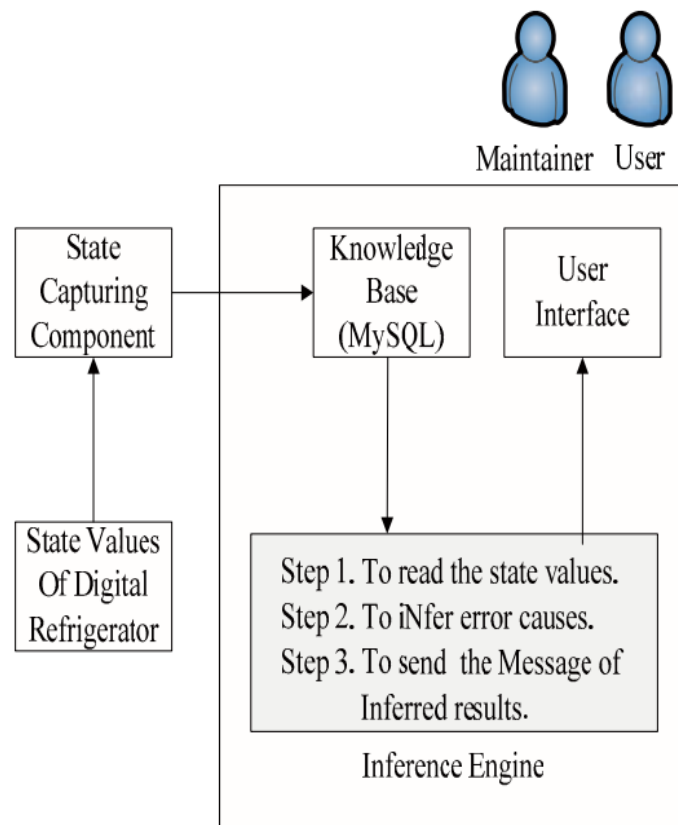 Maintainer User
State
Capturing
Component
Knowledge
Base
(MySQL)
User
Interface
State Values
Of Digital
Refrigerator
Step 1. To read the state values.
Step 2. To iNfer error causes.
Step 3. To send the Message of
Inferred results.
Inference Engine